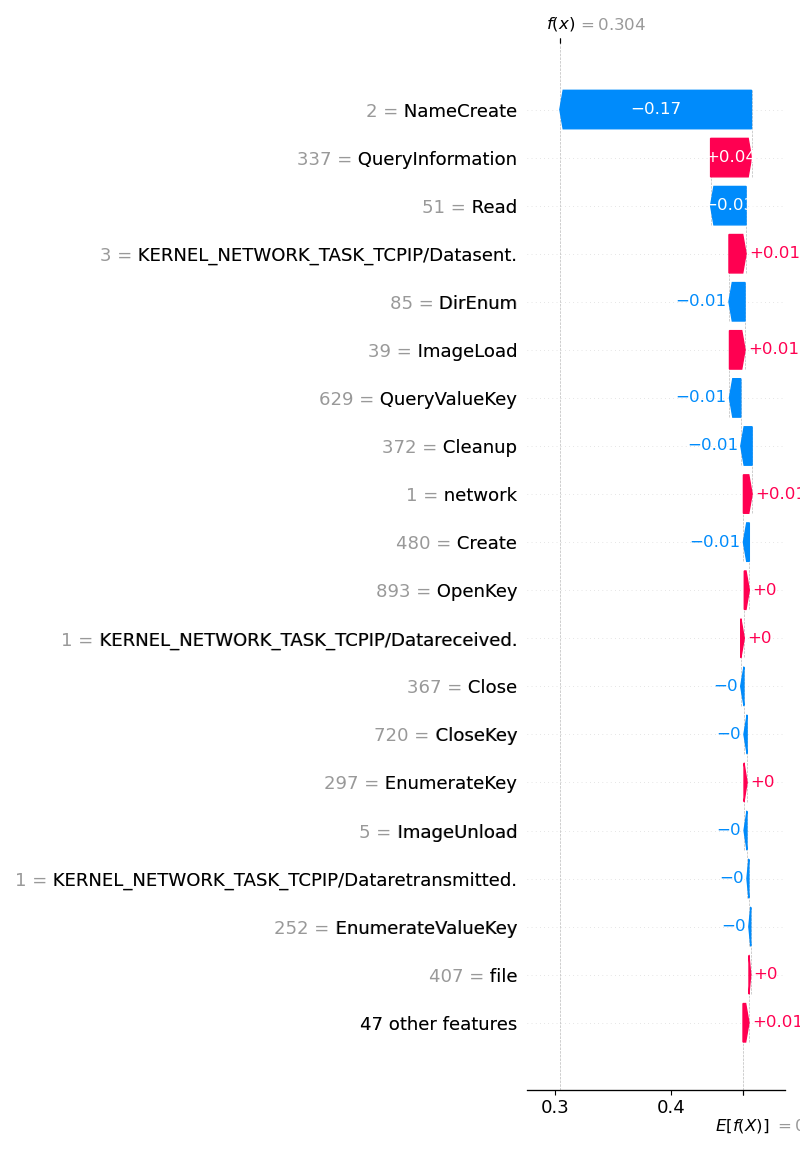 f(x) = 0.304
2 = NameCreate
−0.17
337 = QueryInformation
+0.04
51 = Read
−0.03
3 = KERNEL_NETWORK_TASK_TCPIP/Datasent.
+0.01
85 = DirEnum
−0.01
39 = ImageLoad
+0.01
629 = QueryValueKey
−0.01
372 = Cleanup
−0.01
1 = network
+0.01
480 = Create
−0.01
893 = OpenKey
+0
1 = KERNEL_NETWORK_TASK_TCPIP/Datareceived.
+0
367 = Close
−0
720 = CloseKey
−0
297 = EnumerateKey
+0
5 = ImageUnload
−0
1 = KERNEL_NETWORK_TASK_TCPIP/Dataretransmitted.
−0
252 = EnumerateValueKey
−0
407 = file
+0
47 other features
+0.01
0.3 0.4
E[f(X)] =